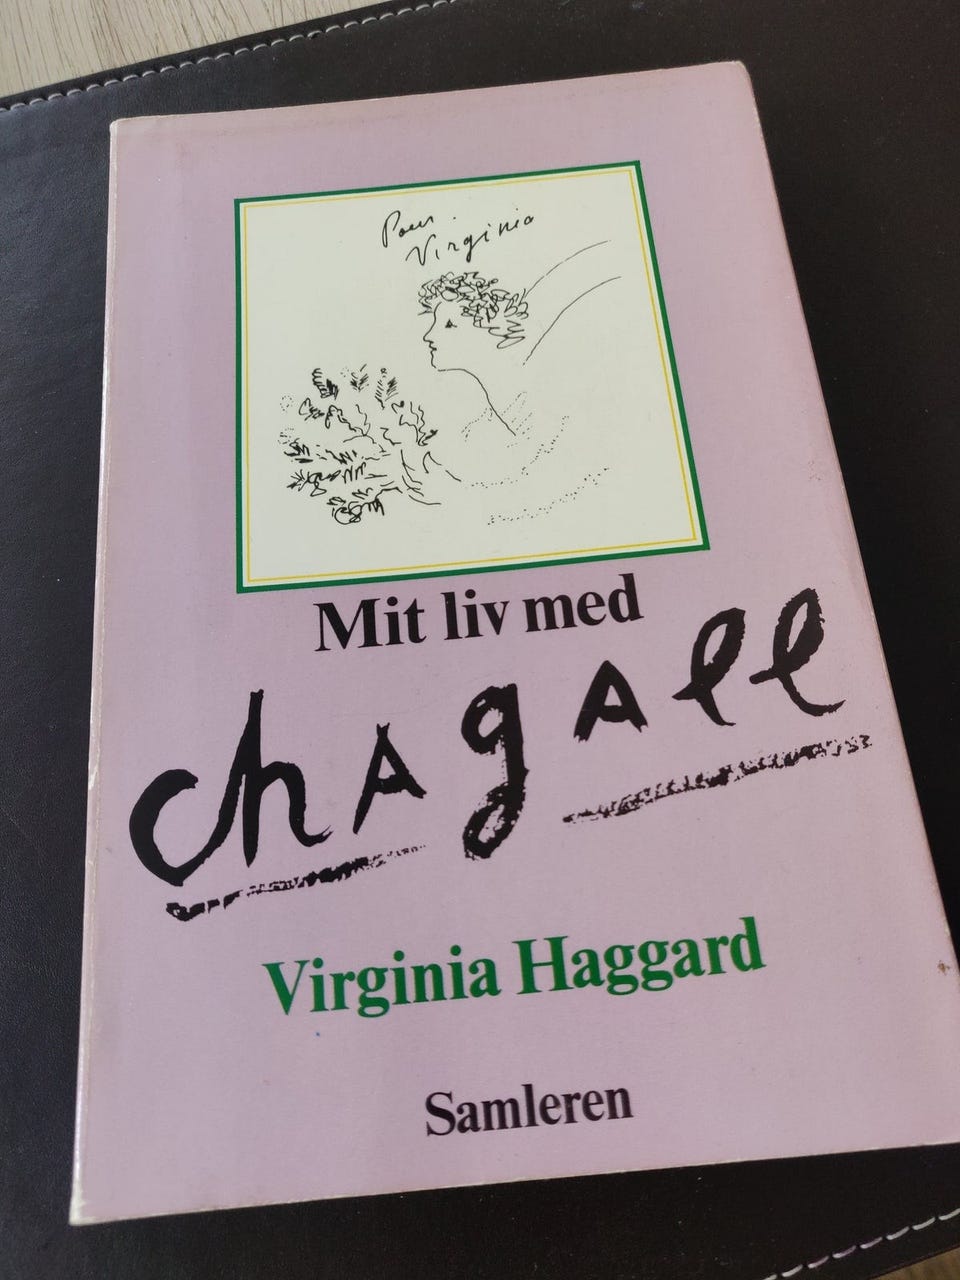 Pour
Virginia
Mit liv med
chagall
Virginia Haggard
Samleren